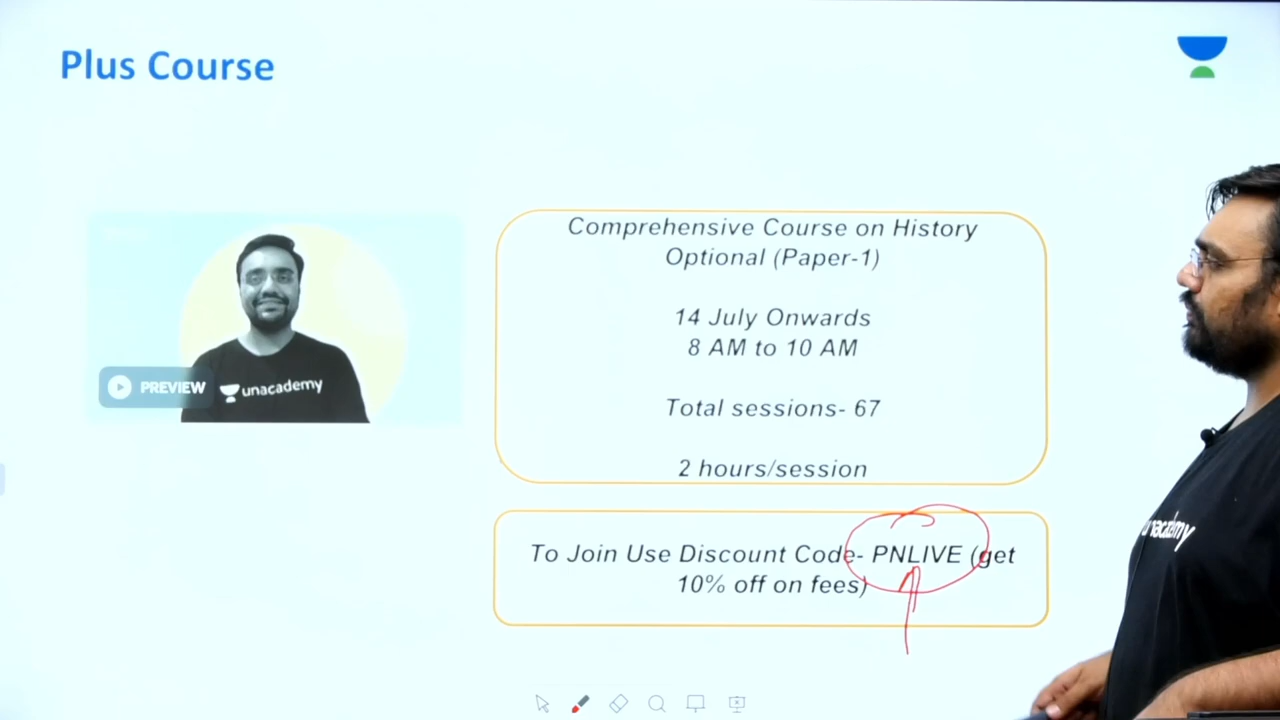 Plus Course
Comprehensive Course on History
Optional (Paper-1)
14 July Onwards
8 AM to 10 AM
Total sessions- 67
2 hours/session
PREVIEW
unacademy
To Join Use Discount Code- PNLIVE (get
10% off on fees)
unacademy